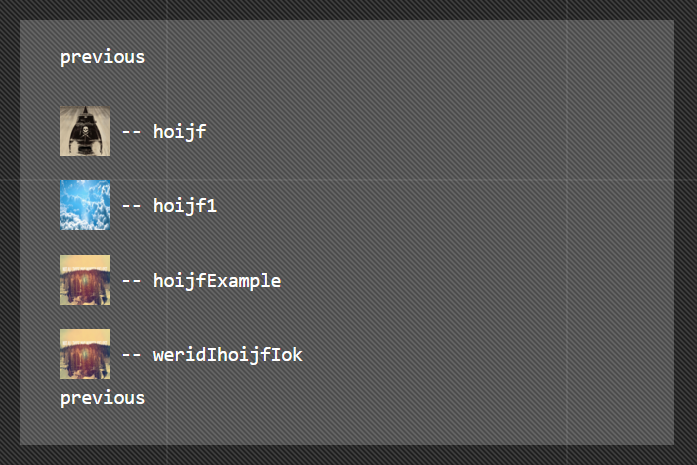 previous
-- hoijf
-- hoijf1
-- hoijfExample
-- weridIhoijfIok
previous